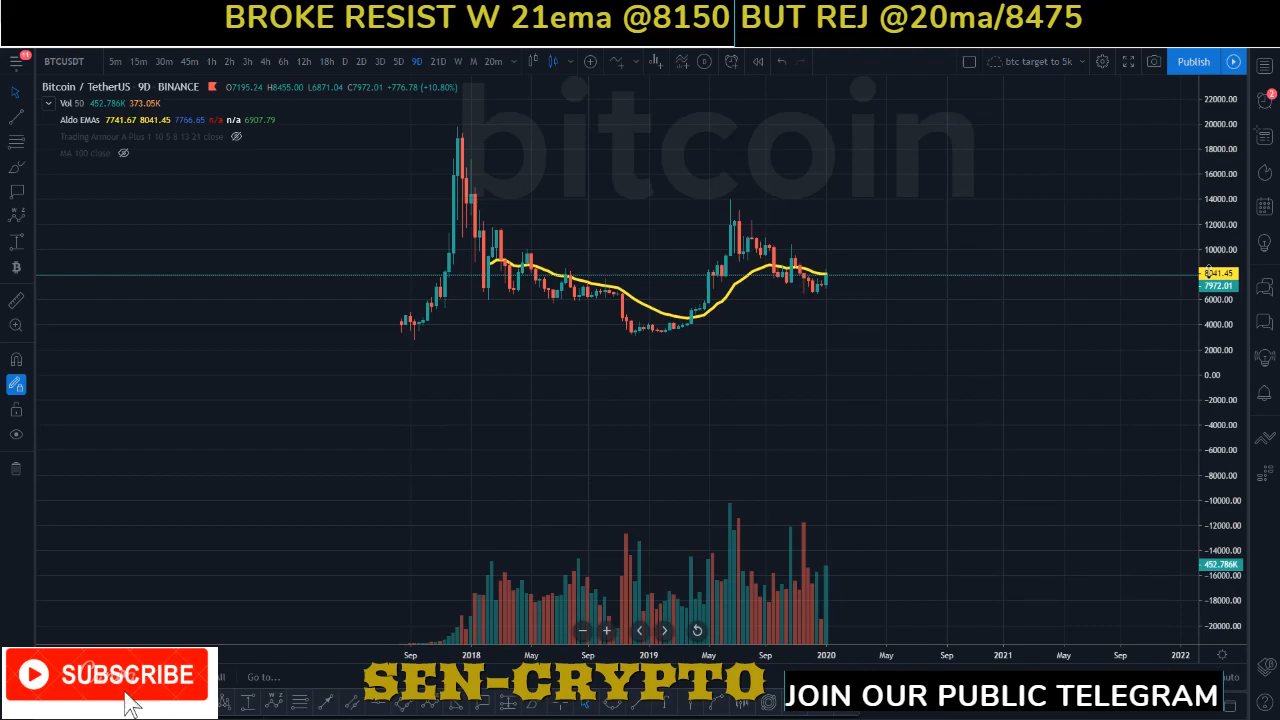 BROKE RESIST W 21ema @8150 BUT REJ @20ma/8475
11
BTCUSDT 5m 15m 30m 45m 1h 2h 3h 4h 6h 12h 18h D 2D 3D 5D 9D 21D W M 20m btc target to 5k Publish
Bitcoin / TetherUS · 9D · BINANCE O7195.24 H8455.00 L6871.04 C7972.01 +776.78 (+10.80%)
Vol 50 452.786K 373.05K
Aldo EMAs 7741.67 8041.45 7766.65 n/a n/a 6907.79
Trading Armour A Plus 1 10 5 8 13 21 close
MA 100 close
bitcoin
2
22000.00
20000.00
18000.00
16000.00
14000.00
12000.00
10000.00
8041.45
7972.01
6000.00
4000.00
2000.00
0.00
-2000.00
-4000.00
-6000.00
-8000.00
-10000.00
-12000.00
-14000.00
452.786K
-16000.00
-18000.00
-20000.00
Sep 2018 May Sep 2019 May Sep 2020 May Sep 2021 May Sep 2022
SUBSCRIBE
All Go to...
SEN-CRYPTO
JOIN OUR PUBLIC TELEGRAM
auto